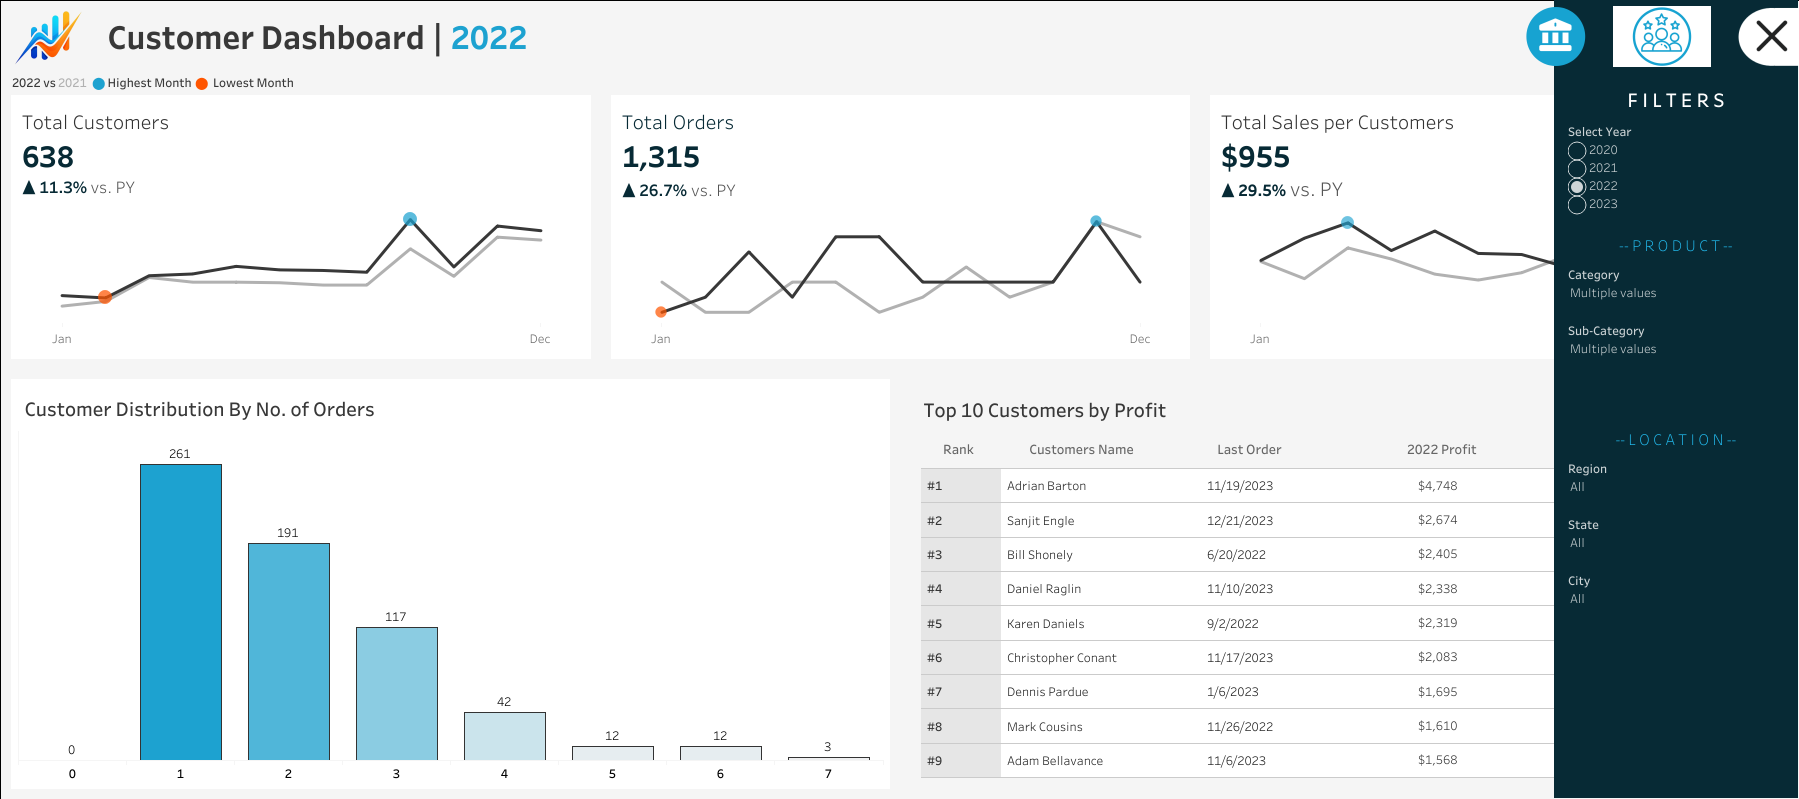 Customer Dashboard | 2022
2022 vs 2021 Highest Month Lowest Month
Total Customers
638
▲ 11.3% vs. PY
Jan Dec
Total Orders
1,315
▲ 26.7% vs. PY
Jan Dec
Total Sales per Customers
$955
▲ 29.5% vs. PY
Jan
Customer Distribution By No. of Orders
0 261 191 117 42 12 12 3
0 1 2 3 4 5 6 7
Top 10 Customers by Profit
Rank Customers Name Last Order 2022 Profit
#1 Adrian Barton 11/19/2023 $4,748
#2 Sanjit Engle 12/21/2023 $2,674
#3 Bill Shonely 6/20/2022 $2,405
#4 Daniel Raglin 11/10/2023 $2,338
#5 Karen Daniels 9/2/2022 $2,319
#6 Christopher Conant 11/17/2023 $2,083
#7 Dennis Pardue 1/6/2023 $1,695
#8 Mark Cousins 11/26/2022 $1,610
#9 Adam Bellavance 11/6/2023 $1,568
FILTERS
Select Year
2020
2021
2022
2023
--PRODUCT--
Category
Multiple values
Sub-Category
Multiple values
--LOCATION--
Region
All
State
All
City
All